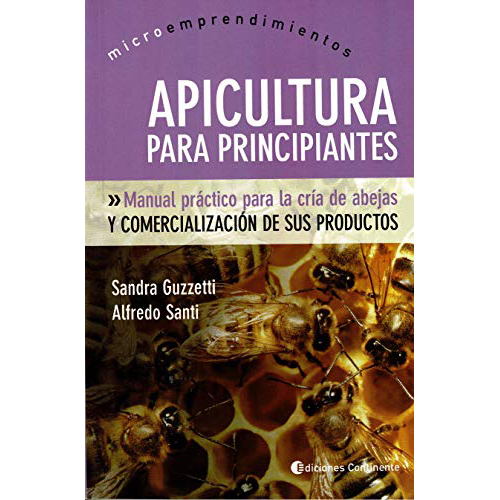 microemprendimientos
APICULTURA
PARA PRINCIPIANTES
» Manual práctico para la cría de abejas
Y COMERCIALIZACIÓN DE SUS PRODUCTOS
Sandra Guzzetti
Alfredo Santi
Ediciones Continente